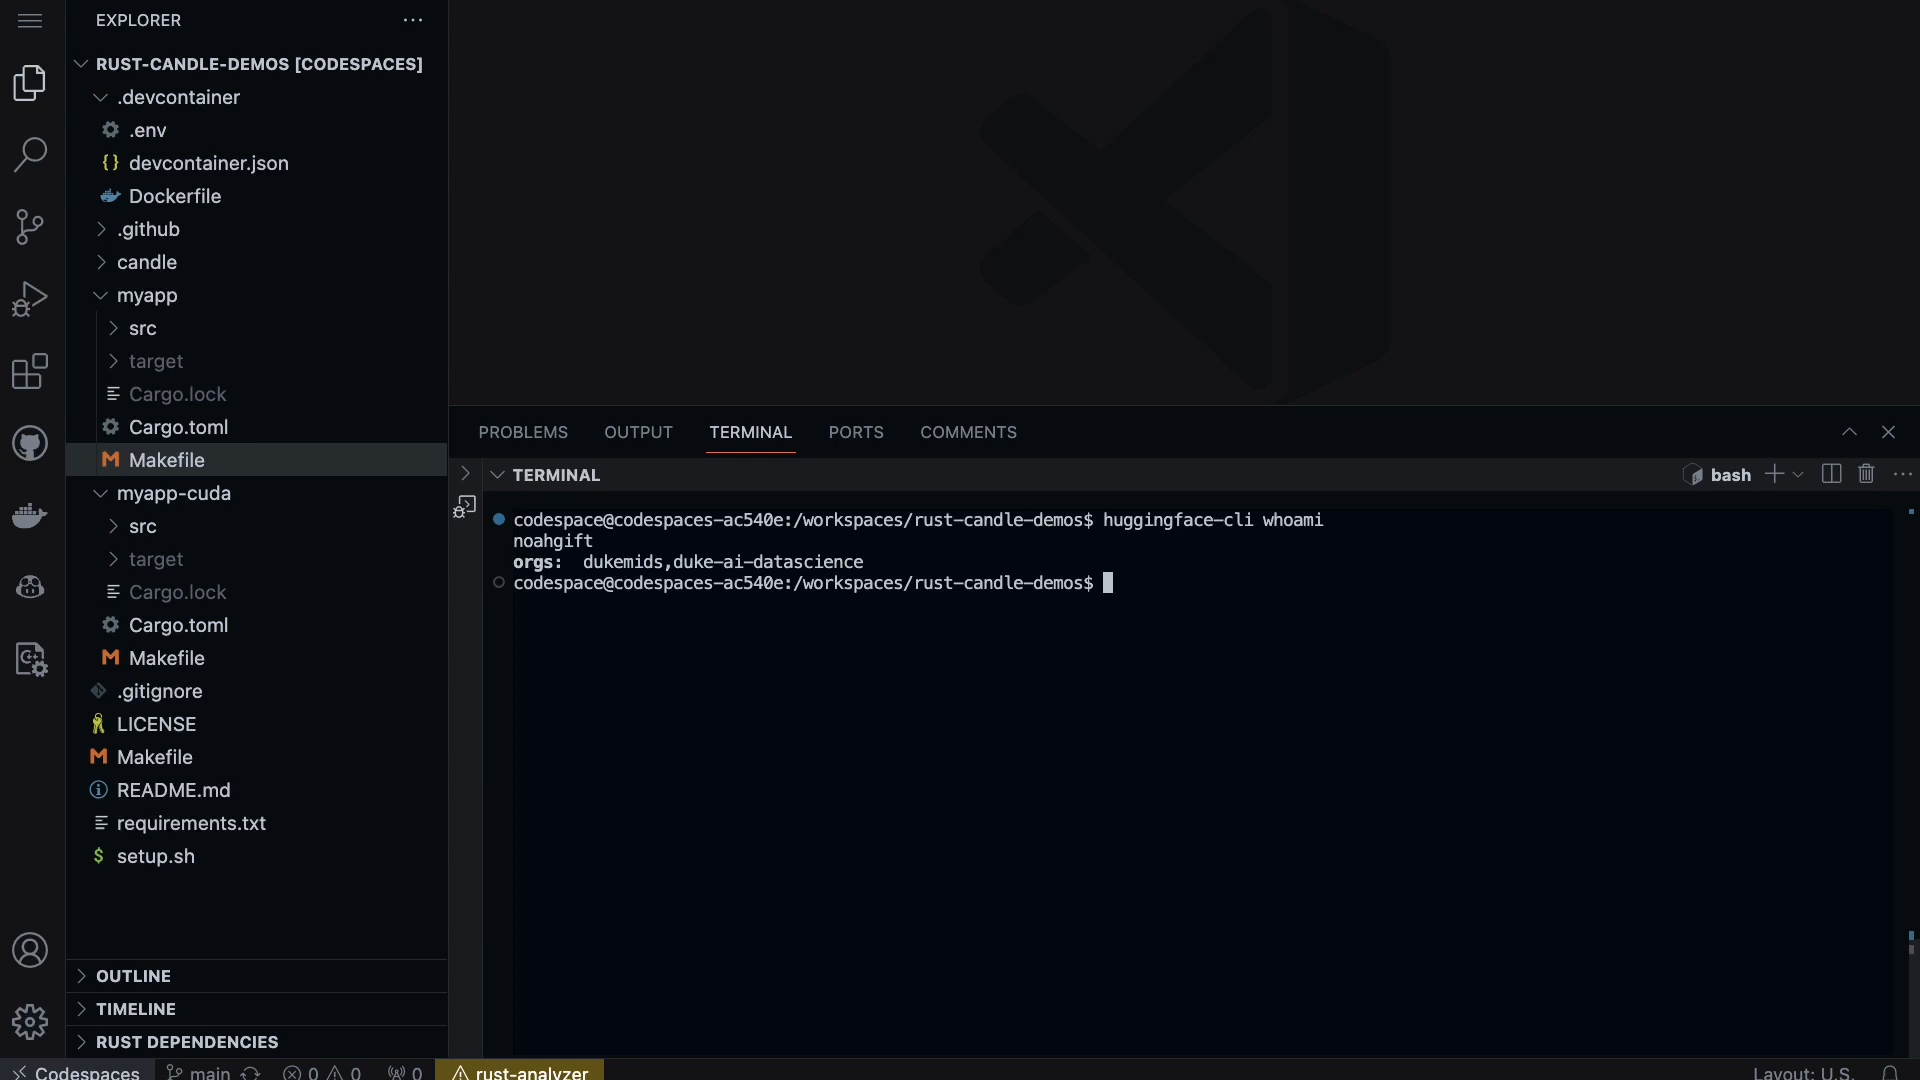 EXPLORER
RUST-CANDLE-DEMOS [CODESPACES]
.devcontainer
.env
devcontainer.json
Dockerfile
.github
candle
myapp
src
target
Cargo.lock
Cargo.toml
Makefile
myapp-cuda
src
target
Cargo.lock
Cargo.toml
Makefile
.gitignore
LICENSE
Makefile
README.md
requirements.txt
setup.sh
OUTLINE
TIMELINE
RUST DEPENDENCIES
PROBLEMS OUTPUT TERMINAL PORTS COMMENTS
TERMINAL
bash
codespace@codespaces-ac540e:/workspaces/rust-candle-demos$ huggingface-cli whoami
noahgift
orgs: dukemids,duke-ai-datascience
codespace@codespaces-ac540e:/workspaces/rust-candle-demos$
Codespaces main 0 0 0 rust-analyzer Layout: U.S.